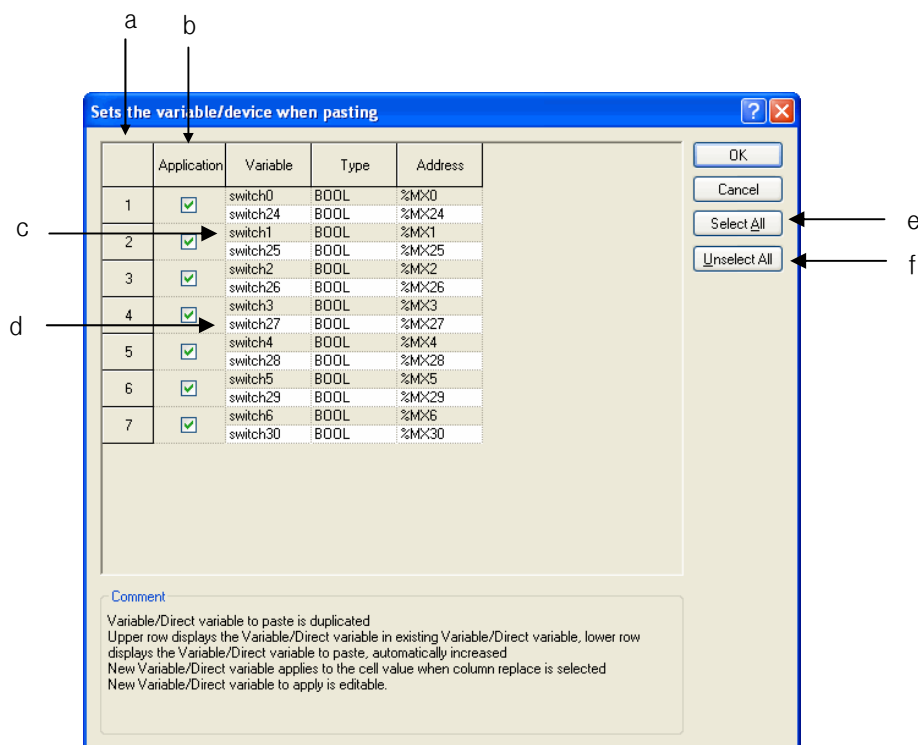 a b
Sets the variable/device when pasting
Application Variable Type Address
1 switch0 BOOL %MX0
switch24 BOOL %MX24
2 switch1 BOOL %MX1
switch25 BOOL %MX25
3 switch2 BOOL %MX2
switch26 BOOL %MX26
4 switch3 BOOL %MX3
switch27 BOOL %MX27
5 switch4 BOOL %MX4
switch28 BOOL %MX28
6 switch5 BOOL %MX5
switch29 BOOL %MX29
7 switch6 BOOL %MX6
switch30 BOOL %MX30
OK
Cancel
Select All
Unselect All
c
d
e
f
Comment
Variable/Direct variable to paste is duplicated
Upper row displays the Variable/Direct variable in existing Variable/Direct variable, lower row
displays the Variable/Direct variable to paste, automatically increased
New Variable/Direct variable applies to the cell value when column replace is selected
New Variable/Direct variable to apply is editable.